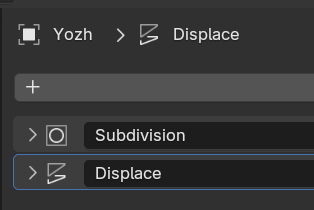 Yozh > Displace
+
Subdivision
Displace